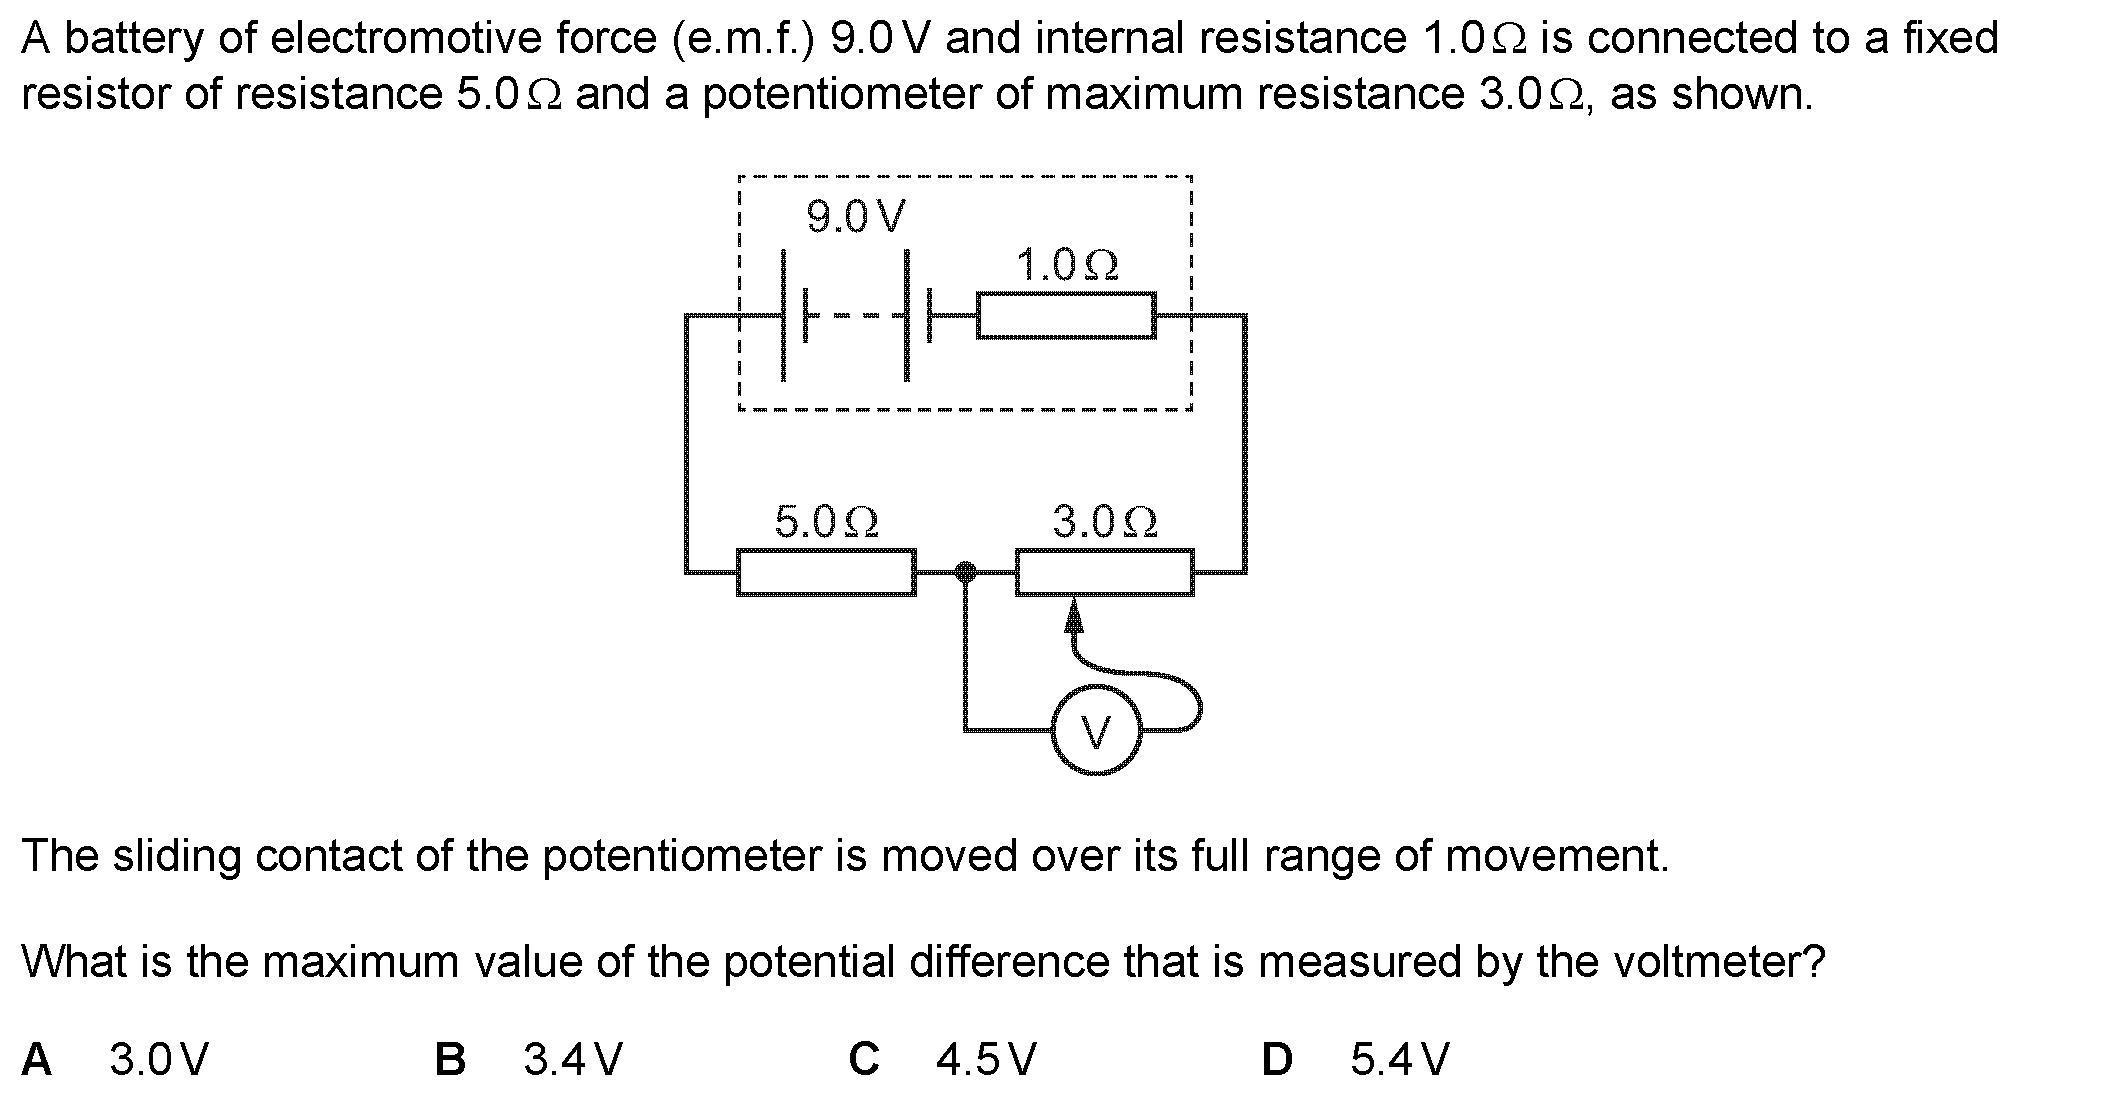 A battery of electromotive force (e.m.f.) 9.0 V and internal resistance 1.0 Ω is connected to a fixed
resistor of resistance 5.0 Ω and a potentiometer of maximum resistance 3.0 Ω, as shown.
9.0 V
1.0 Ω
5.0 Ω
3.0 Ω
V
The sliding contact of the potentiometer is moved over its full range of movement.
What is the maximum value of the potential difference that is measured by the voltmeter?
A 3.0 V B 3.4 V C 4.5 V D 5.4 V